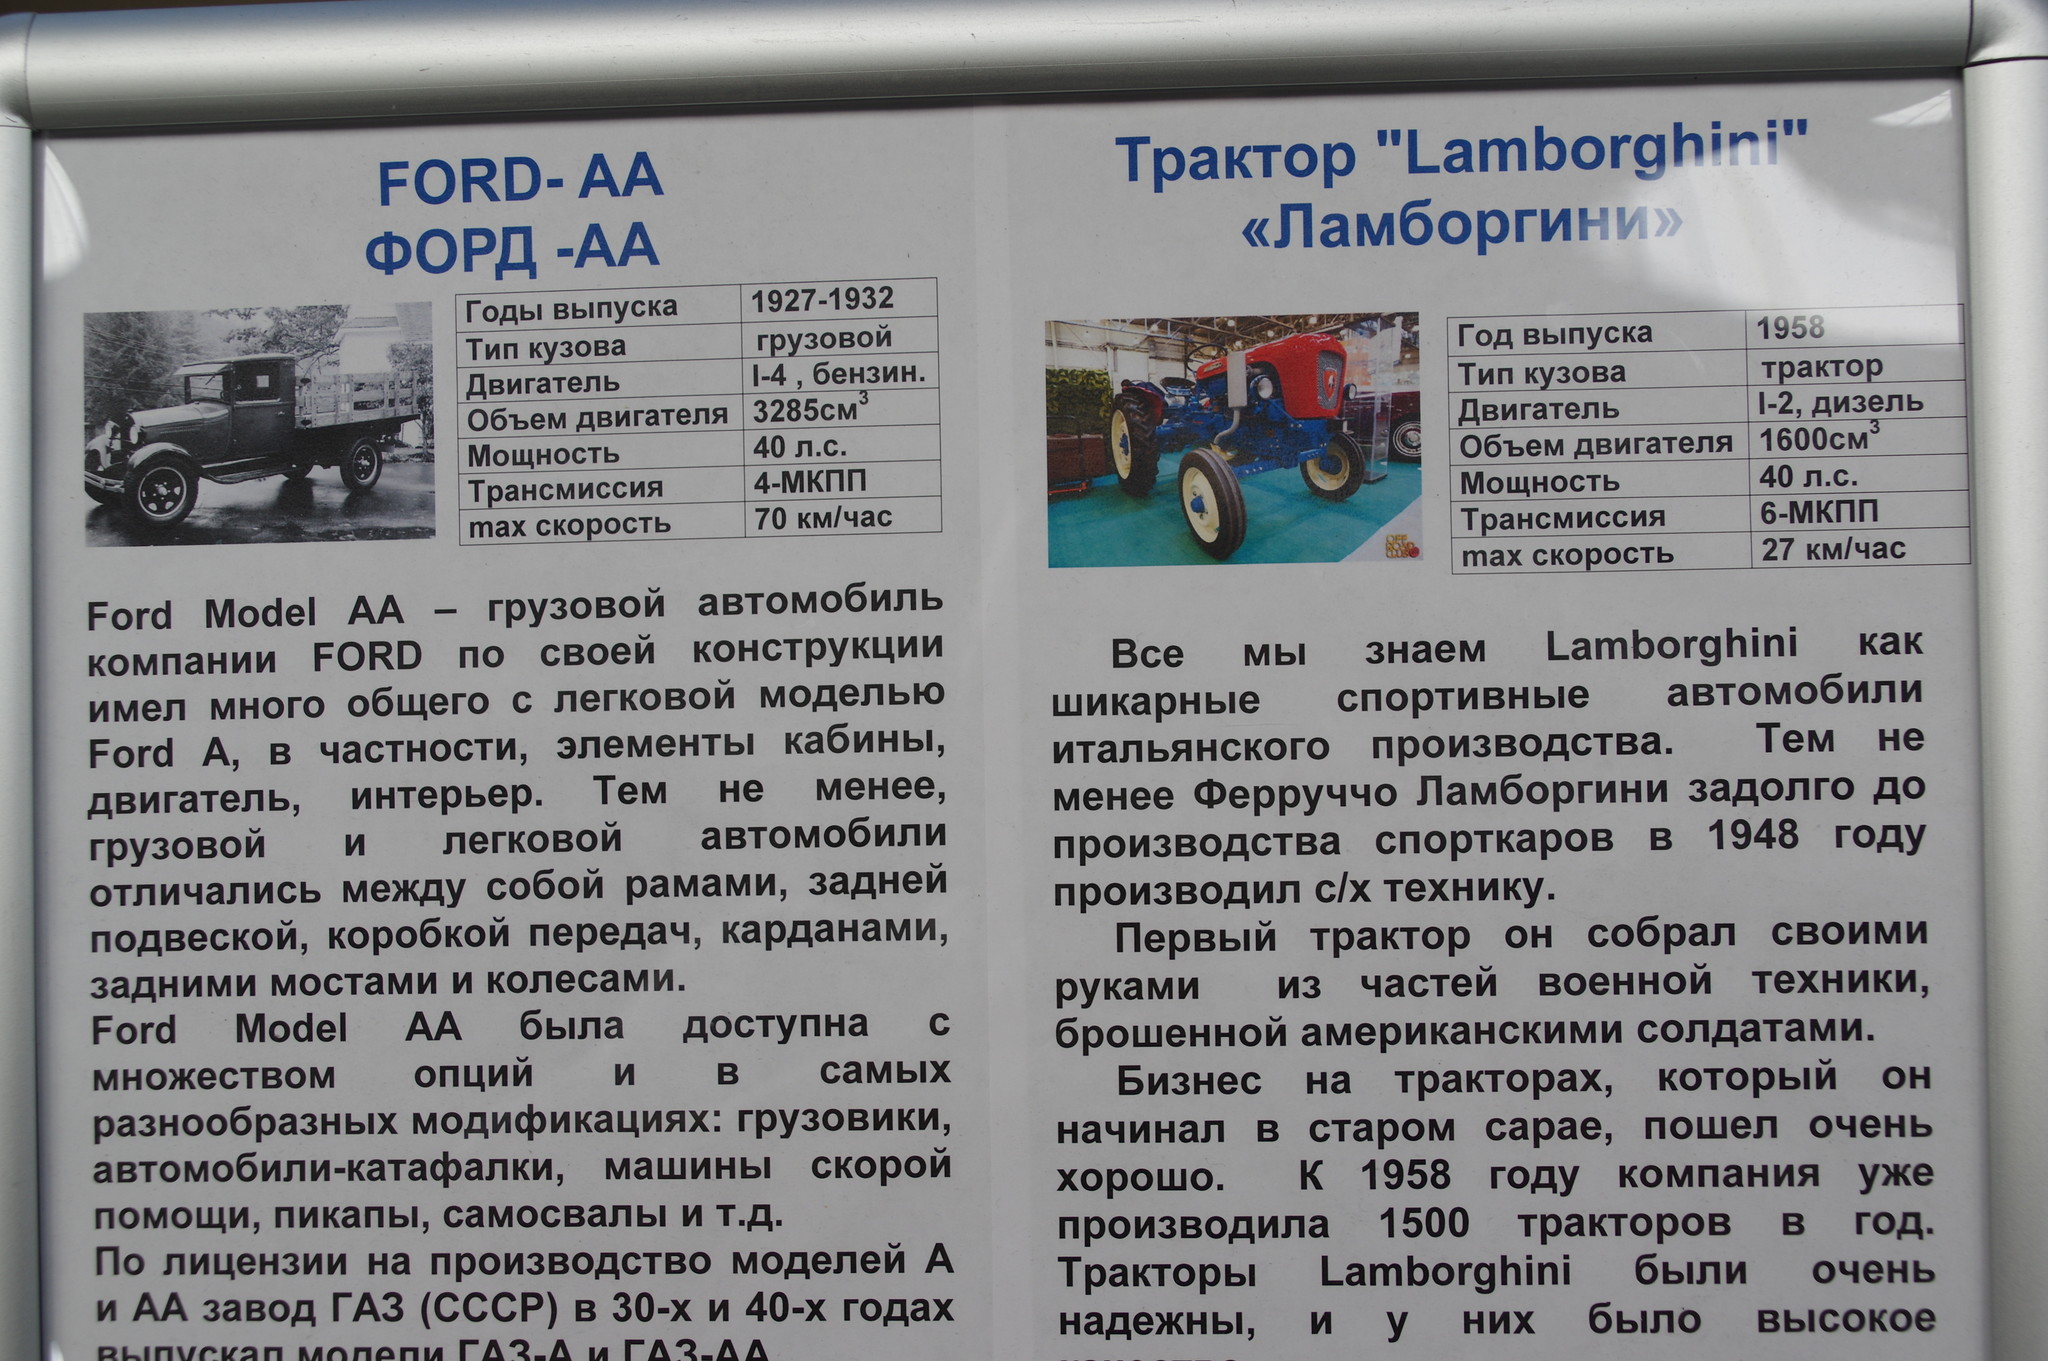 FORD- AA
ФОРД -АА
Годы выпуска 1927-1932
Тип кузова грузовой
Двигатель I-4 , бензин.
Объем двигателя 3285см³
Мощность 40 л.с.
Трансмиссия 4-МКПП
max скорость 70 км/час
Ford Model AA – грузовой автомобиль
компании FORD по своей конструкции
имел много общего с легковой моделью
Ford A, в частности, элементы кабины,
двигатель, интерьер. Тем не менее,
грузовой и легковой автомобили
отличались между собой рамами, задней
подвеской, коробкой передач, карданами,
задними мостами и колесами.
Ford Model AA была доступна с
множеством опций и в самых
разнообразных модификациях: грузовики,
автомобили-катафалки, машины скорой
помощи, пикапы, самосвалы и т.д.
По лицензии на производство моделей А
и АА завод ГАЗ (СССР) в 30-х и 40-х годах
выпускал модели ГАЗ-А и ГАЗ-АА
Трактор "Lamborghini"
«Ламборгини»
Год выпуска 1958
Тип кузова трактор
Двигатель I-2, дизель
Объем двигателя 1600см³
Мощность 40 л.с.
Трансмиссия 6-МКПП
max скорость 27 км/час
OFF
ROAD
CLUB
Все мы знаем Lamborghini как
шикарные спортивные автомобили
итальянского производства. Тем не
менее Ферруччо Ламборгини задолго до
производства спорткаров в 1948 году
производил с/х технику.
Первый трактор он собрал своими
руками из частей военной техники,
брошенной американскими солдатами.
Бизнес на тракторах, который он
начинал в старом сарае, пошел очень
хорошо. К 1958 году компания уже
производила 1500 тракторов в год.
Тракторы Lamborghini были очень
надежны, и у них было высокое